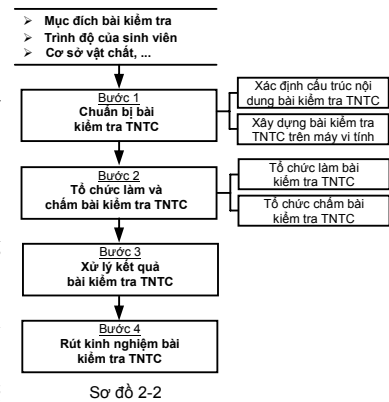 ➢ Mục đích bài kiểm tra
➢ Trình độ của sinh viên
➢ Cơ sở vật chất, ...
Bước 1
Chuẩn bị bài
kiểm tra TNTC
Xác định cấu trúc nội
dung bài kiểm tra TNTC
Xây dựng bài kiểm tra
TNTC trên máy vi tính
Bước 2
Tổ chức làm và
chấm bài kiểm tra TNTC
Tổ chức làm bài
kiểm tra TNTC
Tổ chức chấm bài
kiểm tra TNTC
Bước 3
Xử lý kết quả
bài kiểm tra TNTC
Bước 4
Rút kinh nghiệm bài
kiểm tra TNTC
Sơ đồ 2-2